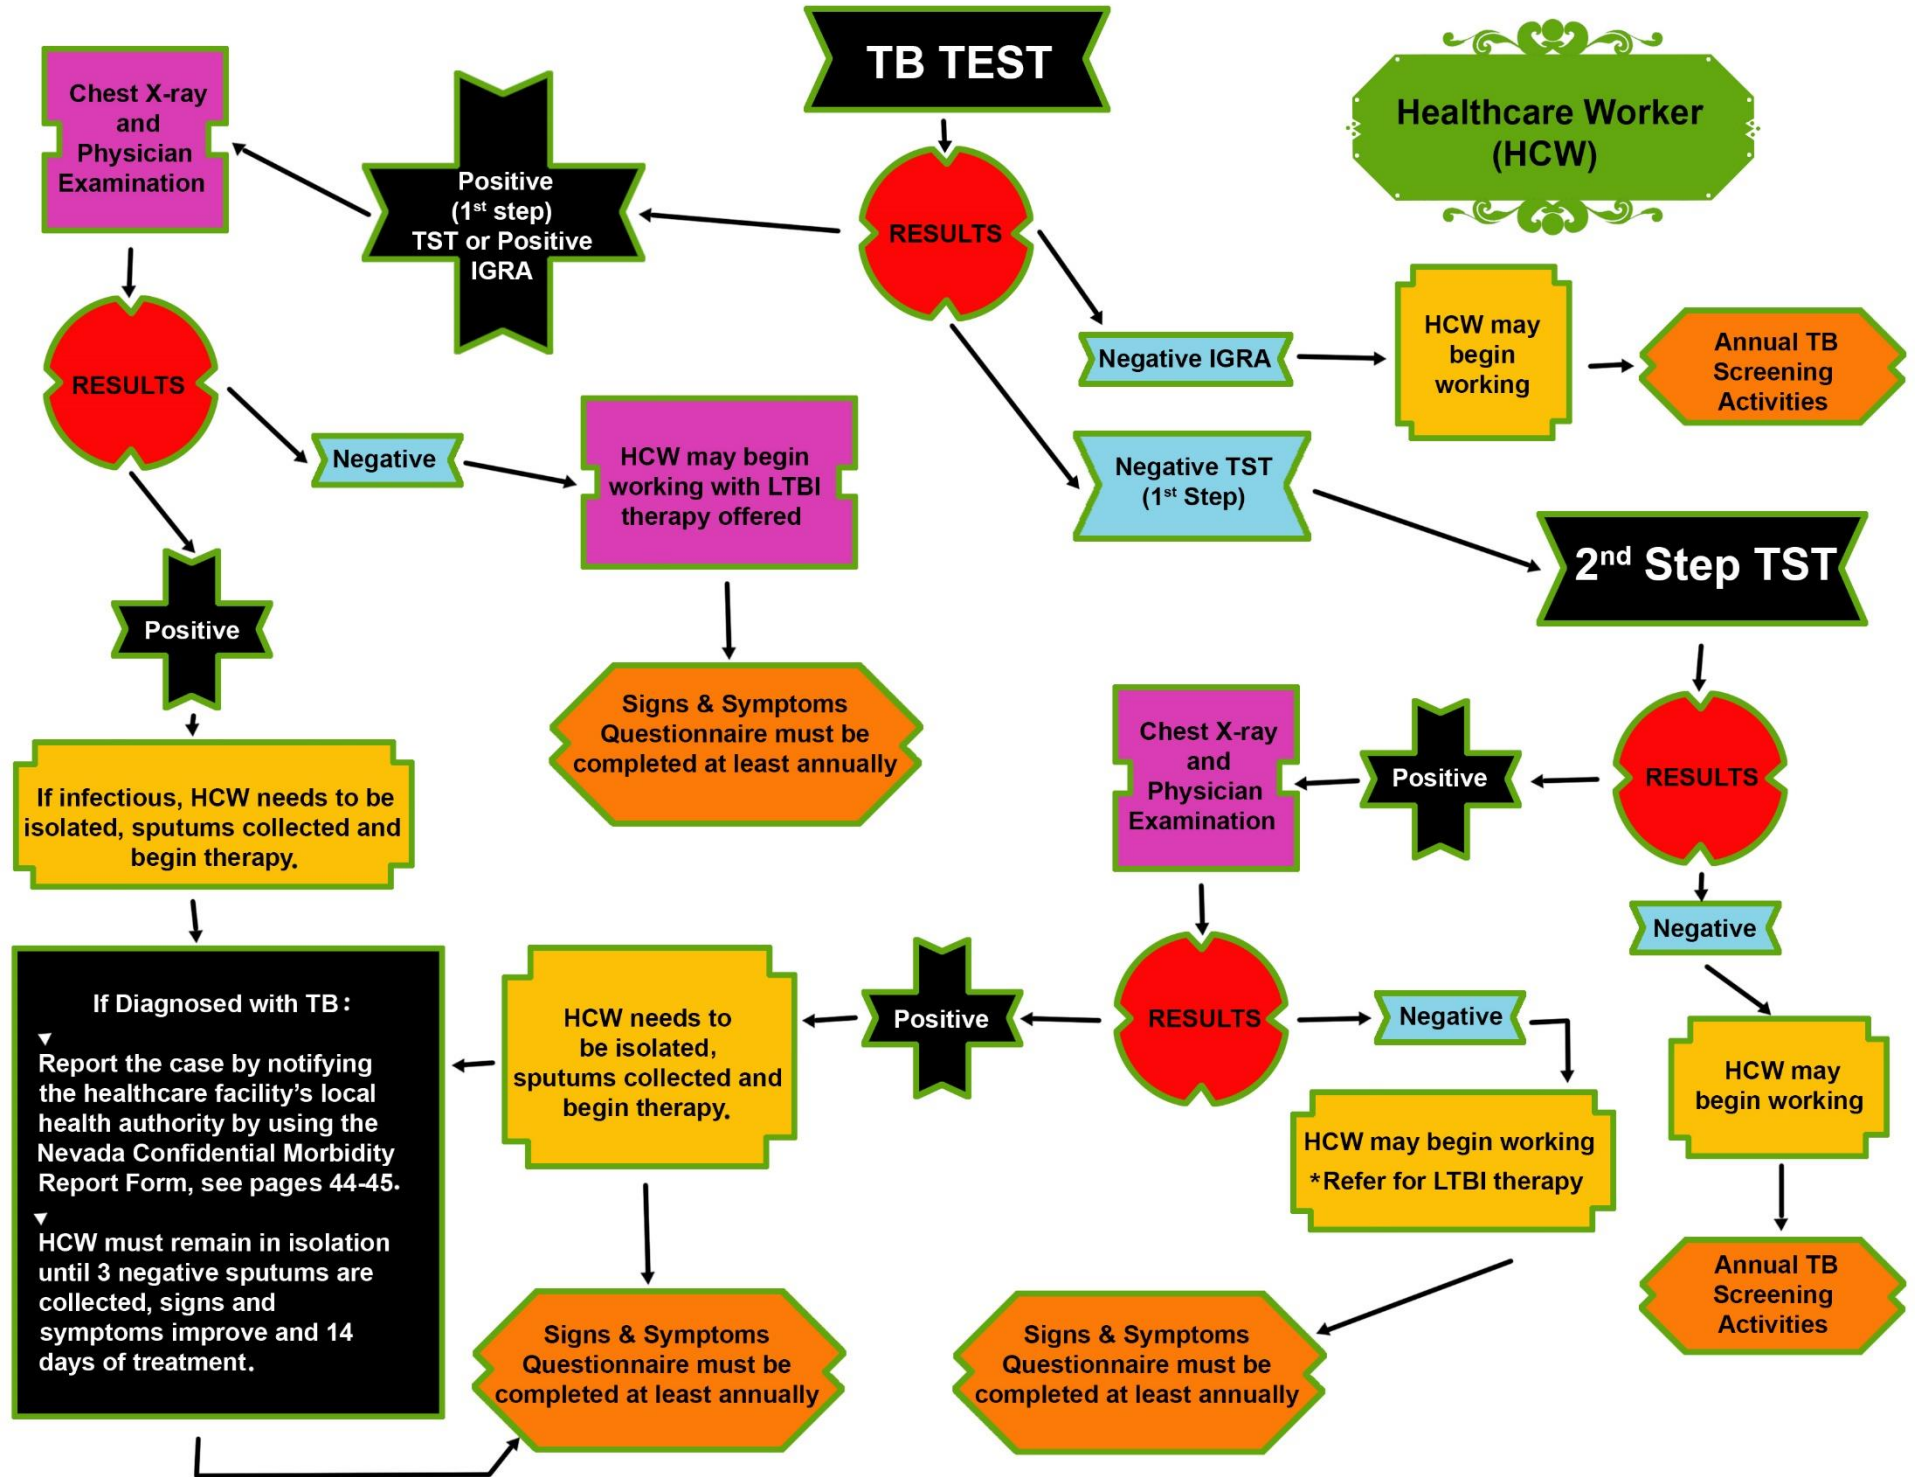 TB TEST
Healthcare Worker
(HCW)
Chest X-ray
and
Physician
Examination
Positive
(1st step)
TST or Positive
IGRA
RESULTS
Negative IGRA
HCW may
begin
working
Annual TB
Screening
Activities
RESULTS
Negative
HCW may begin
working with LTBI
therapy offered
Negative TST
(1st Step)
2nd Step TST
Positive
Signs & Symptoms
Questionnaire must be
completed at least annually
Chest X-ray
and
Physician
Examination
Positive
RESULTS
If infectious, HCW needs to be
isolated, sputums collected and
begin therapy.
Negative
If Diagnosed with TB:
Report the case by notifying
the healthcare facility's local
health authority by using the
Nevada Confidential Morbidity
Report Form, see pages 44-45.
HCW must remain in isolation
until 3 negative sputums are
collected, signs and
symptoms improve and 14
days of treatment.
HCW needs to
be isolated,
sputums collected and
begin therapy.
Positive
RESULTS
Negative
HCW may begin working
*Refer for LTBI therapy
HCW may
begin working
Annual TB
Screening
Activities
Signs & Symptoms
Questionnaire must be
completed at least annually
Signs & Symptoms
Questionnaire must be
completed at least annually